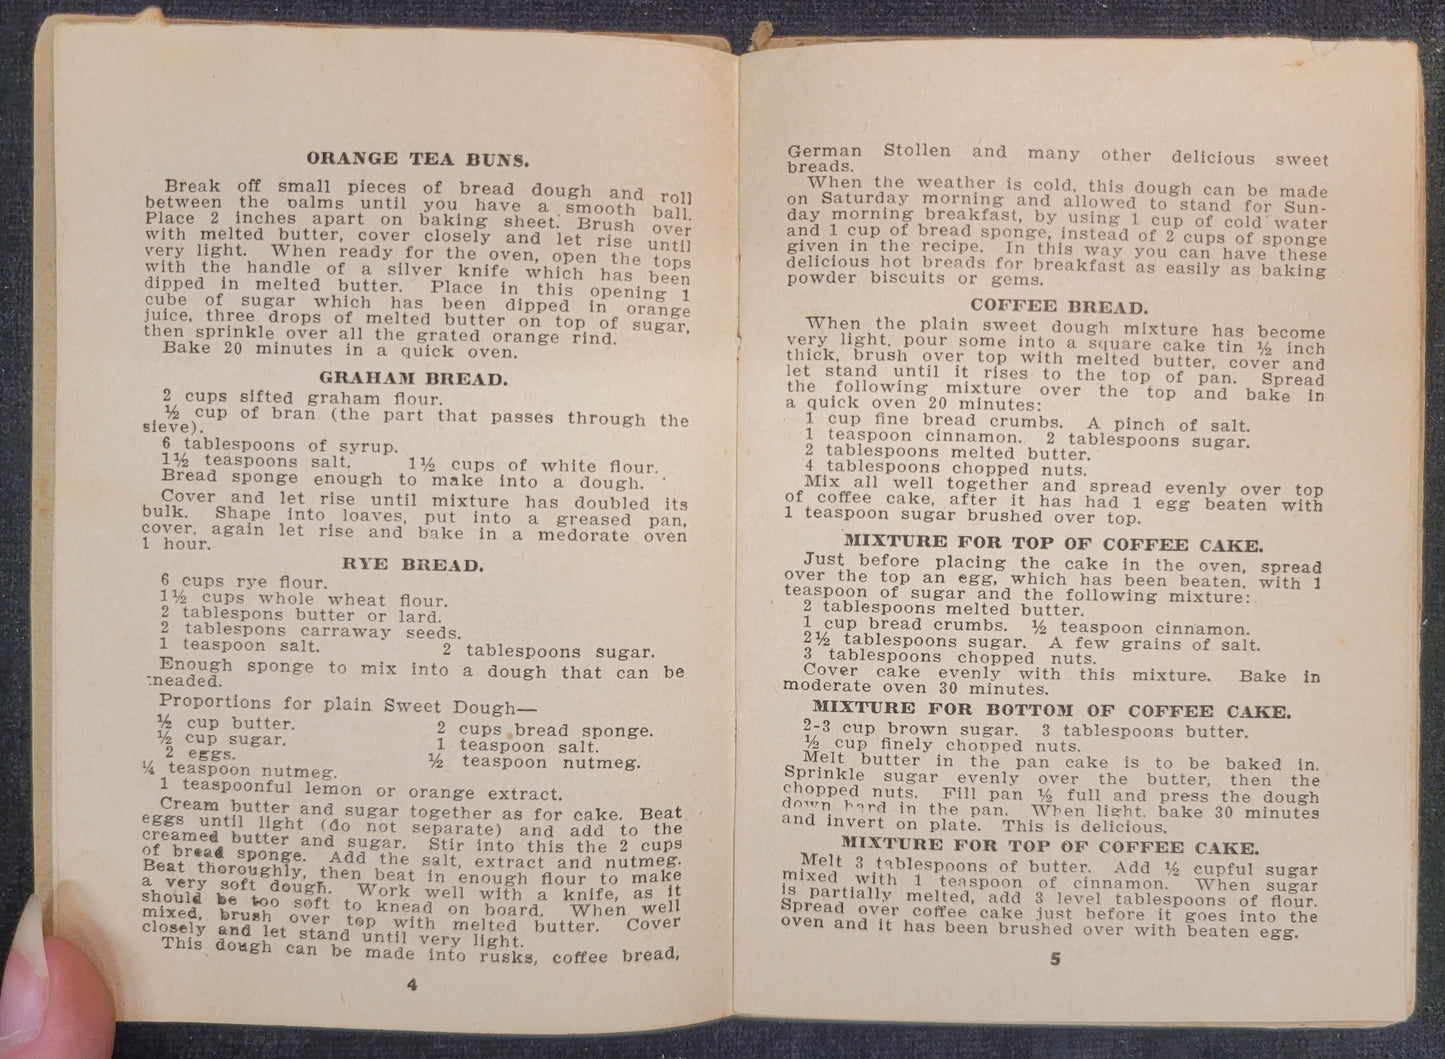 ORANGE TEA BUNS.
Break off small pieces of bread dough and roll
between the palms until you have a smooth ball.
Place 2 inches apart on baking sheet. Brush over
with melted butter, cover closely and let rise until
very light. When ready for the oven, open the tops
with the handle of a silver knife which has been
dipped in melted butter. Place in this opening 1
cube of sugar which has been dipped in orange
juice, three drops of melted butter on top of sugar,
then sprinkle over all the grated orange rind.
Bake 20 minutes in a quick oven.
GRAHAM BREAD.
2 cups sifted graham flour.
½ cup of bran (the part that passes through the
sieve).
6 tablespoons of syrup.
1½ teaspoons salt. 1½ cups of white flour.
Bread sponge enough to make into a dough.
Cover and let rise until mixture has doubled its
bulk. Shape into loaves, put into a greased pan,
cover, again let rise and bake in a medorate oven
1 hour.
RYE BREAD.
6 cups rye flour.
1½ cups whole wheat flour.
2 tablespons butter or lard.
2 tablespons carraway seeds.
1 teaspoon salt. 2 tablespoons sugar.
Enough sponge to mix into a dough that can be
neaded.
Proportions for plain Sweet Dough—
½ cup butter. 2 cups bread sponge.
½ cup sugar. 1 teaspoon salt.
2 eggs. ½ teaspoon nutmeg.
¼ teaspoon nutmeg.
1 teaspoonful lemon or orange extract.
Cream butter and sugar together as for cake. Beat
eggs until light (do not separate) and add to the
creamed butter and sugar. Stir into this the 2 cups
of bread sponge. Add the salt, extract and nutmeg.
Beat thoroughly, then beat in enough flour to make
a very soft dough. Work well with a knife, as it
should be too soft to knead on board. When well
mixed, brush over top with melted butter. Cover
closely and let stand until very light.
This dough can be made into rusks, coffee bread,
4
German Stollen and many other delicious sweet
breads.
When the weather is cold, this dough can be made
on Saturday morning and allowed to stand for Sun-
day morning breakfast, by using 1 cup of cold water
and 1 cup of bread sponge, instead of 2 cups of sponge
given in the recipe. In this way you can have these
delicious hot breads for breakfast as easily as baking
powder biscuits or gems.
COFFEE BREAD.
When the plain sweet dough mixture has become
very light, pour some into a square cake tin ½ inch
thick, brush over top with melted butter, cover and
let stand until it rises to the top of pan. Spread
the following mixture over the top and bake in
a quick oven 20 minutes:
1 cup fine bread crumbs. A pinch of salt.
1 teaspoon cinnamon. 2 tablespoons sugar.
2 tablespoons melted butter.
4 tablespoons chopped nuts.
Mix all well together and spread evenly over top
of coffee cake, after it has had 1 egg beaten with
1 teaspoon sugar brushed over top.
MIXTURE FOR TOP OF COFFEE CAKE.
Just before placing the cake in the oven, spread
over the top an egg, which has been beaten, with 1
teaspoon of sugar and the following mixture:
2 tablespoons melted butter.
1 cup bread crumbs. ½ teaspoon cinnamon.
2½ tablespoons sugar. A few grains of salt.
3 tablespoons chopped nuts.
Cover cake evenly with this mixture. Bake in
moderate oven 30 minutes.
MIXTURE FOR BOTTOM OF COFFEE CAKE.
2-3 cup brown sugar. 3 tablespoons butter.
½ cup finely chopped nuts.
Melt butter in the pan cake is to be baked in.
Sprinkle sugar evenly over the butter, then the
chopped nuts. Fill pan ½ full and press the dough
down hard in the pan. When light. bake 30 minutes
and invert on plate. This is delicious.
MIXTURE FOR TOP OF COFFEE CAKE.
Melt 3 tablespoons of butter. Add ½ cupful sugar
mixed with 1 teaspoon of cinnamon. When sugar
is partially melted, add 3 level tablespoons of flour.
Spread over coffee cake just before it goes into the
oven and it has been brushed over with beaten egg.
5